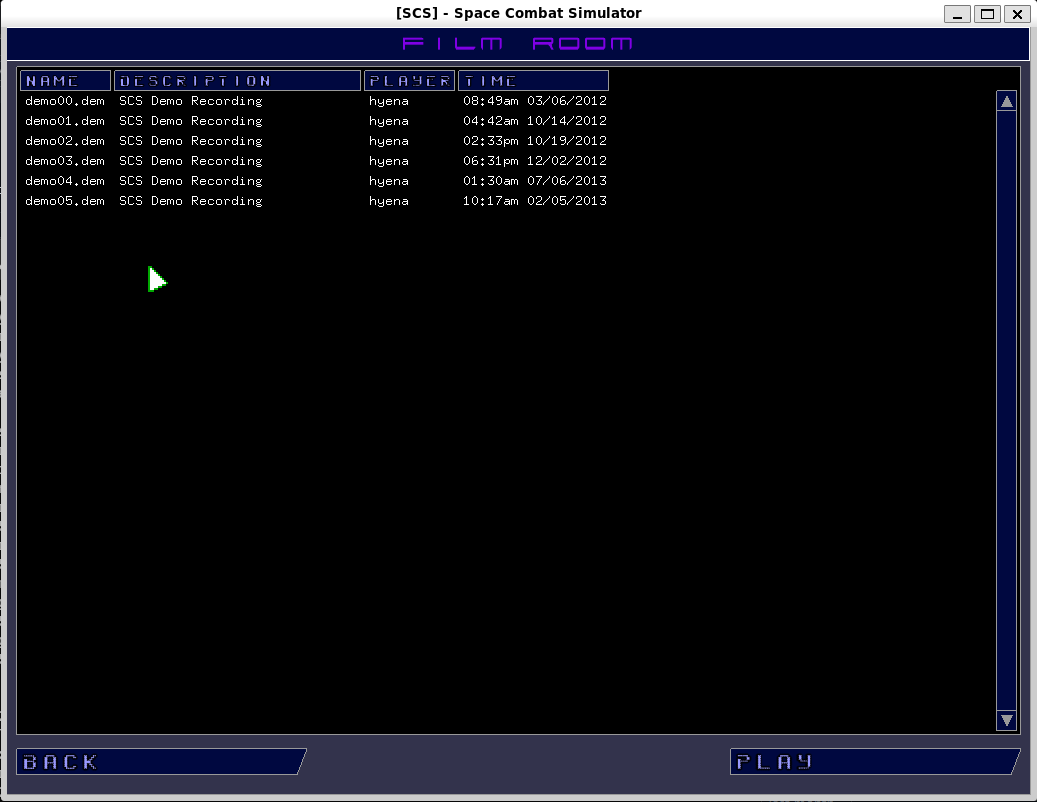 [SCS] - Space Combat Simulator
FILM ROOM
NAME DESCRIPTION PLAYER TIME
demo00.dem SCS Demo Recording hyena 08:49am 03/06/2012
demo01.dem SCS Demo Recording hyena 04:42am 10/14/2012
demo02.dem SCS Demo Recording hyena 02:33pm 10/19/2012
demo03.dem SCS Demo Recording hyena 06:31pm 12/02/2012
demo04.dem SCS Demo Recording hyena 01:30am 07/06/2013
demo05.dem SCS Demo Recording hyena 10:17am 02/05/2013
BACK PLAY